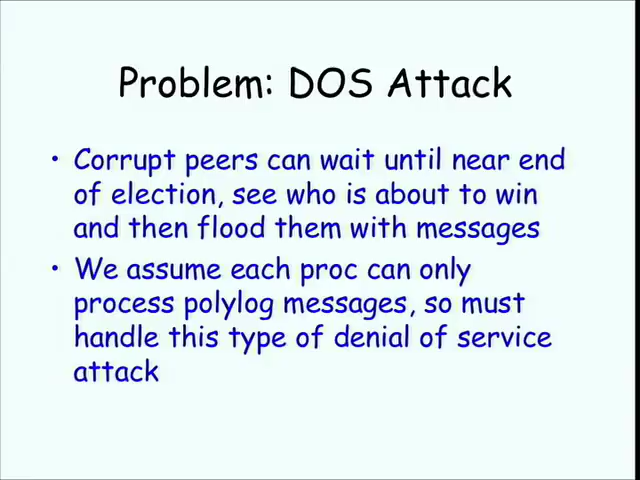 Problem: DOS Attack
• Corrupt peers can wait until near end
of election, see who is about to win
and then flood them with messages
• We assume each proc can only
process polylog messages, so must
handle this type of denial of service
attack